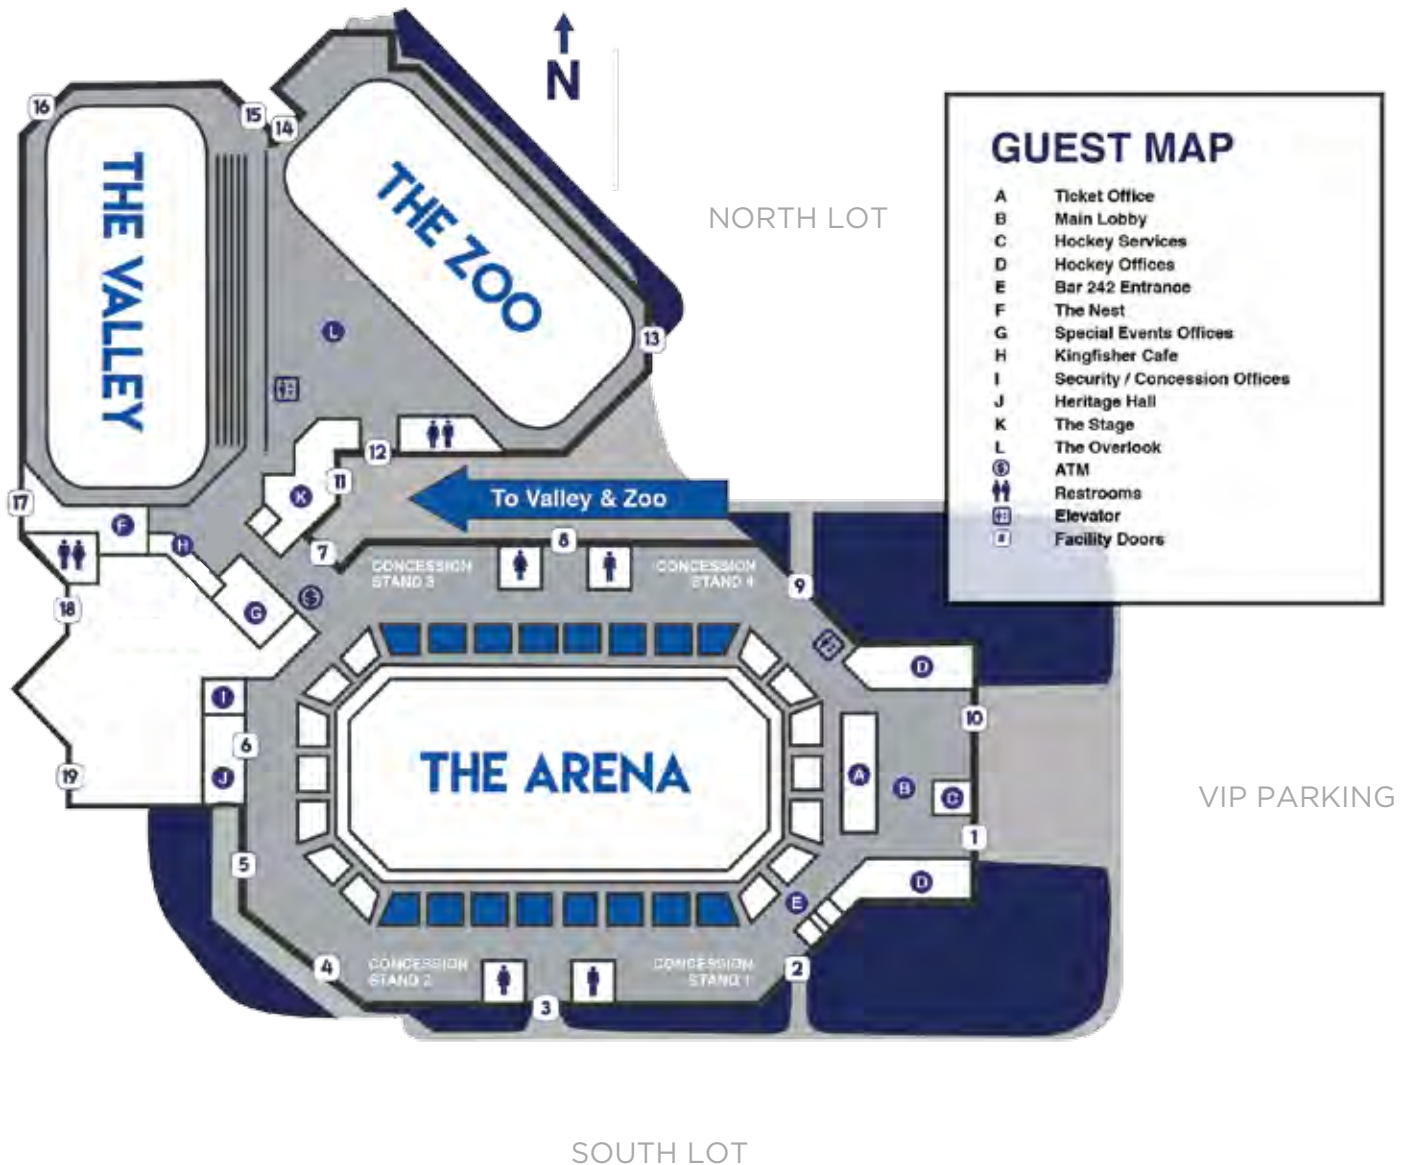 N
16
15
14
THE VALLEY
THE ZOO
NORTH LOT
GUEST MAP
A Ticket Office
B Main Lobby
C Hockey Services
D Hockey Offices
E Bar 242 Entrance
F The Nest
G Special Events Offices
H Kingfisher Cafe
I Security / Concession Offices
J Heritage Hall
K The Stage
L The Overlook
$ ATM
Restrooms
Elevator
# Facility Doors
L
13
12
11
K
17
To Valley & Zoo
F
H
7
8
CONCESSION
STAND 3
CONCESSION
STAND 4
9
18
G
$
D
I
10
6
THE ARENA
19
J
A
B
C
VIP PARKING
1
5
D
E
4
CONCESSION
STAND 2
CONCESSION
STAND 1
2
3
SOUTH LOT